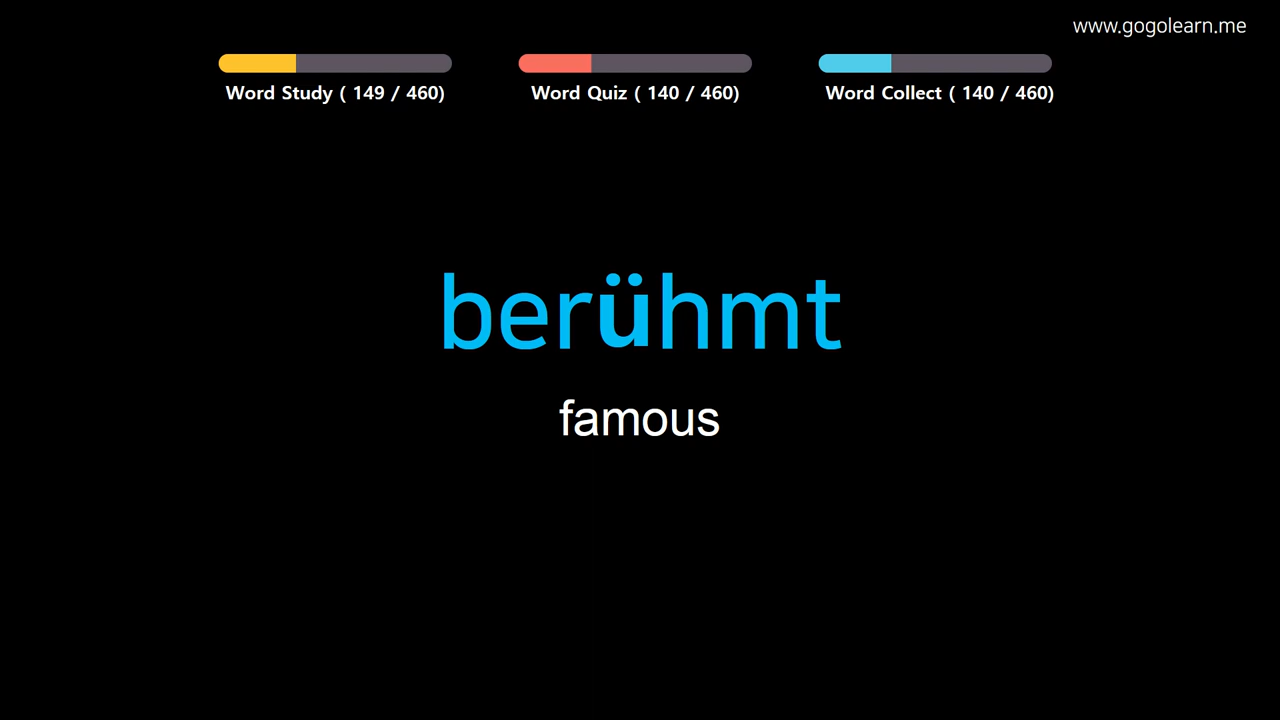 www.gogolearn.me
Word Study ( 149 / 460)
Word Quiz ( 140 / 460)
Word Collect ( 140 / 460)
berühmt
famous